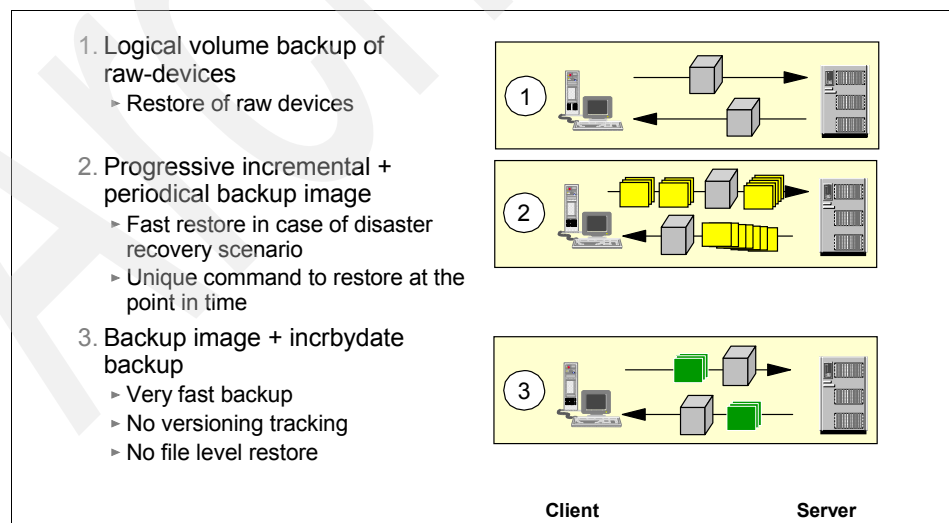 1. Logical volume backup of
raw-devices
► Restore of raw devices
2. Progressive incremental +
periodical backup image
► Fast restore in case of disaster
recovery scenario
► Unique command to restore at the
point in time
3. Backup image + incrbydate
backup
► Very fast backup
► No versioning tracking
► No file level restore
1
2
3
Client
Server